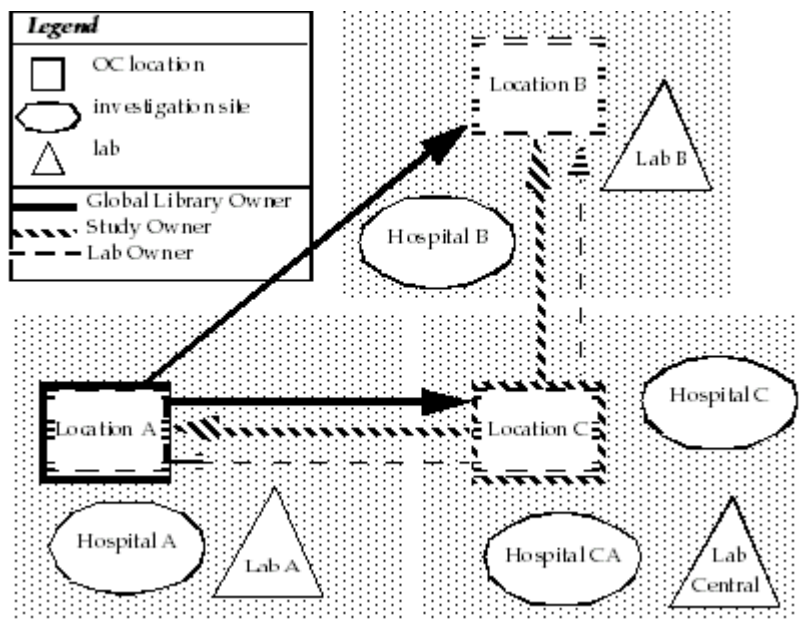 Legend
OC location
investigation site
lab
Global Library Owner
Study Owner
Lab Owner
Location B
Lab B
Hospital B
Location A
Location C
Hospital C
Hospital A
Lab A
Hospital CA
Lab
Central